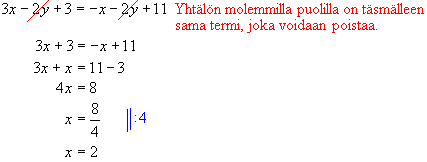 3x − 2y + 3 = −x − 2y + 11 Yhtälön molemmilla puolilla on täsmälleen
sama termi, joka voidaan poistaa.
3x + 3 = −x + 11
3x + x = 11 − 3
4x = 8
x = 8/4 ||:4
x = 2